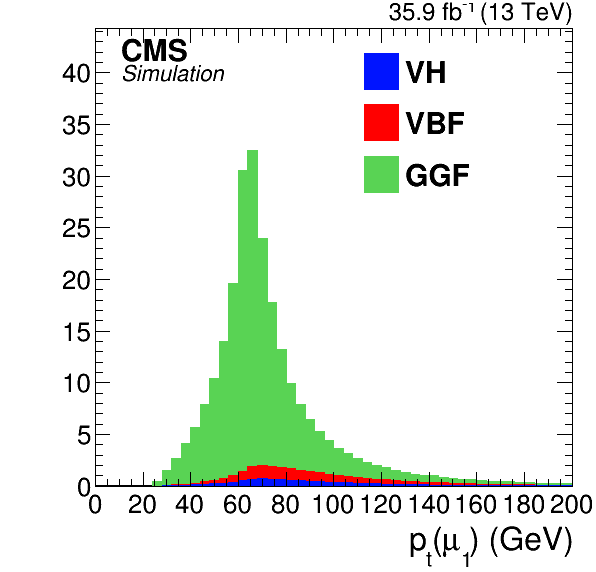 35.9 fb⁻¹ (13 TeV)
CMS
Simulation
VH
VBF
GGF
40
35
30
25
20
15
10
5
0
0 20 40 60 80 100 120 140 160 180 200
pₜ(μ₁) (GeV)